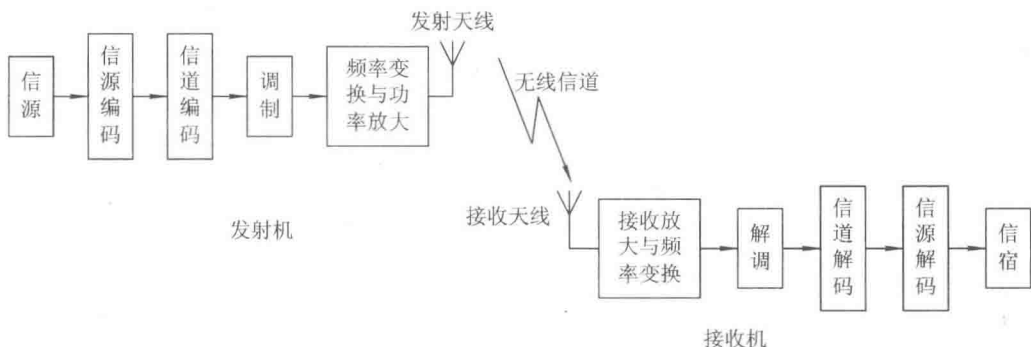 发射天线
信源
信源编码
信道编码
调制
频率变
换与功
率放大
无线信道
发射机
接收天线
接收放
大与频
率变换
解调
信道解码
信源解码
信宿
接收机